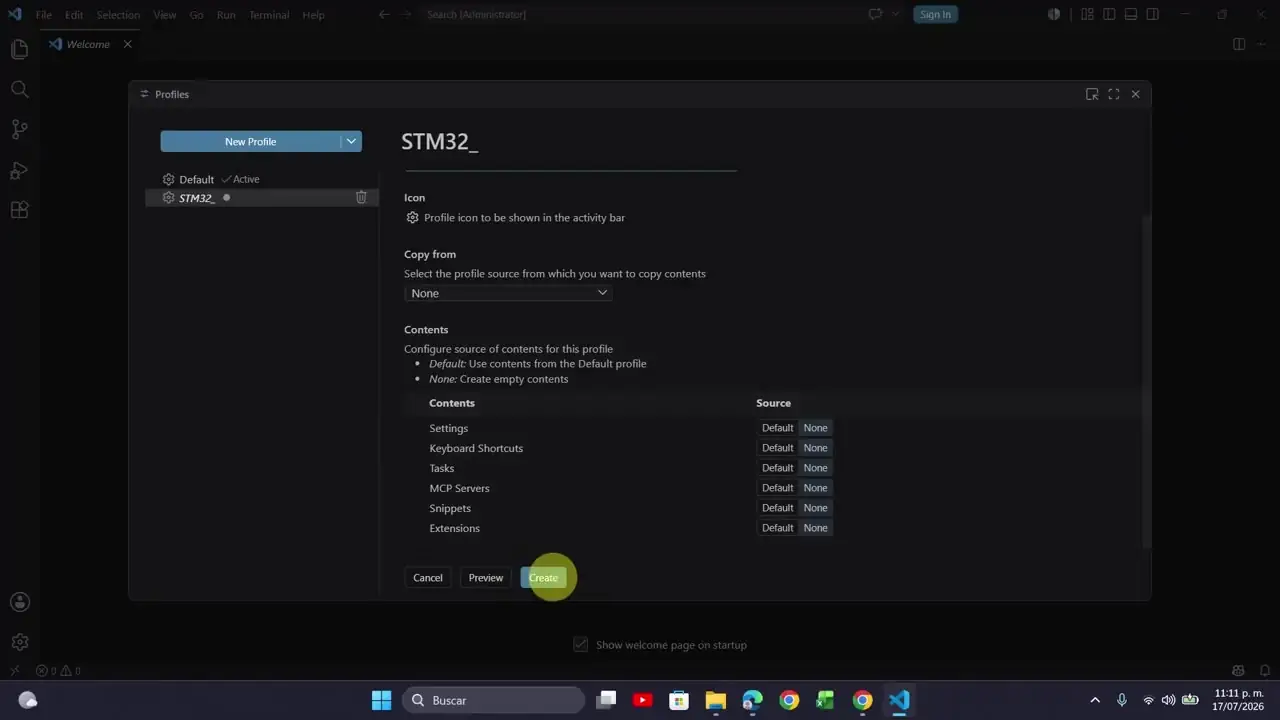 File Edit Selection View Go Run Terminal Help
Search [Administrator]
Sign In
Welcome
Profiles
New Profile
Default Active
STM32_
STM32_
Icon
Profile icon to be shown in the activity bar
Copy from
Select the profile source from which you want to copy contents
None
Contents
Configure source of contents for this profile
• Default: Use contents from the Default profile
• None: Create empty contents
Contents Source
Settings Default None
Keyboard Shortcuts Default None
Tasks Default None
MCP Servers Default None
Snippets Default None
Extensions Default None
Cancel Preview Create
Show welcome page on startup
0 0
Buscar
11:11 p. m.
17/07/2026